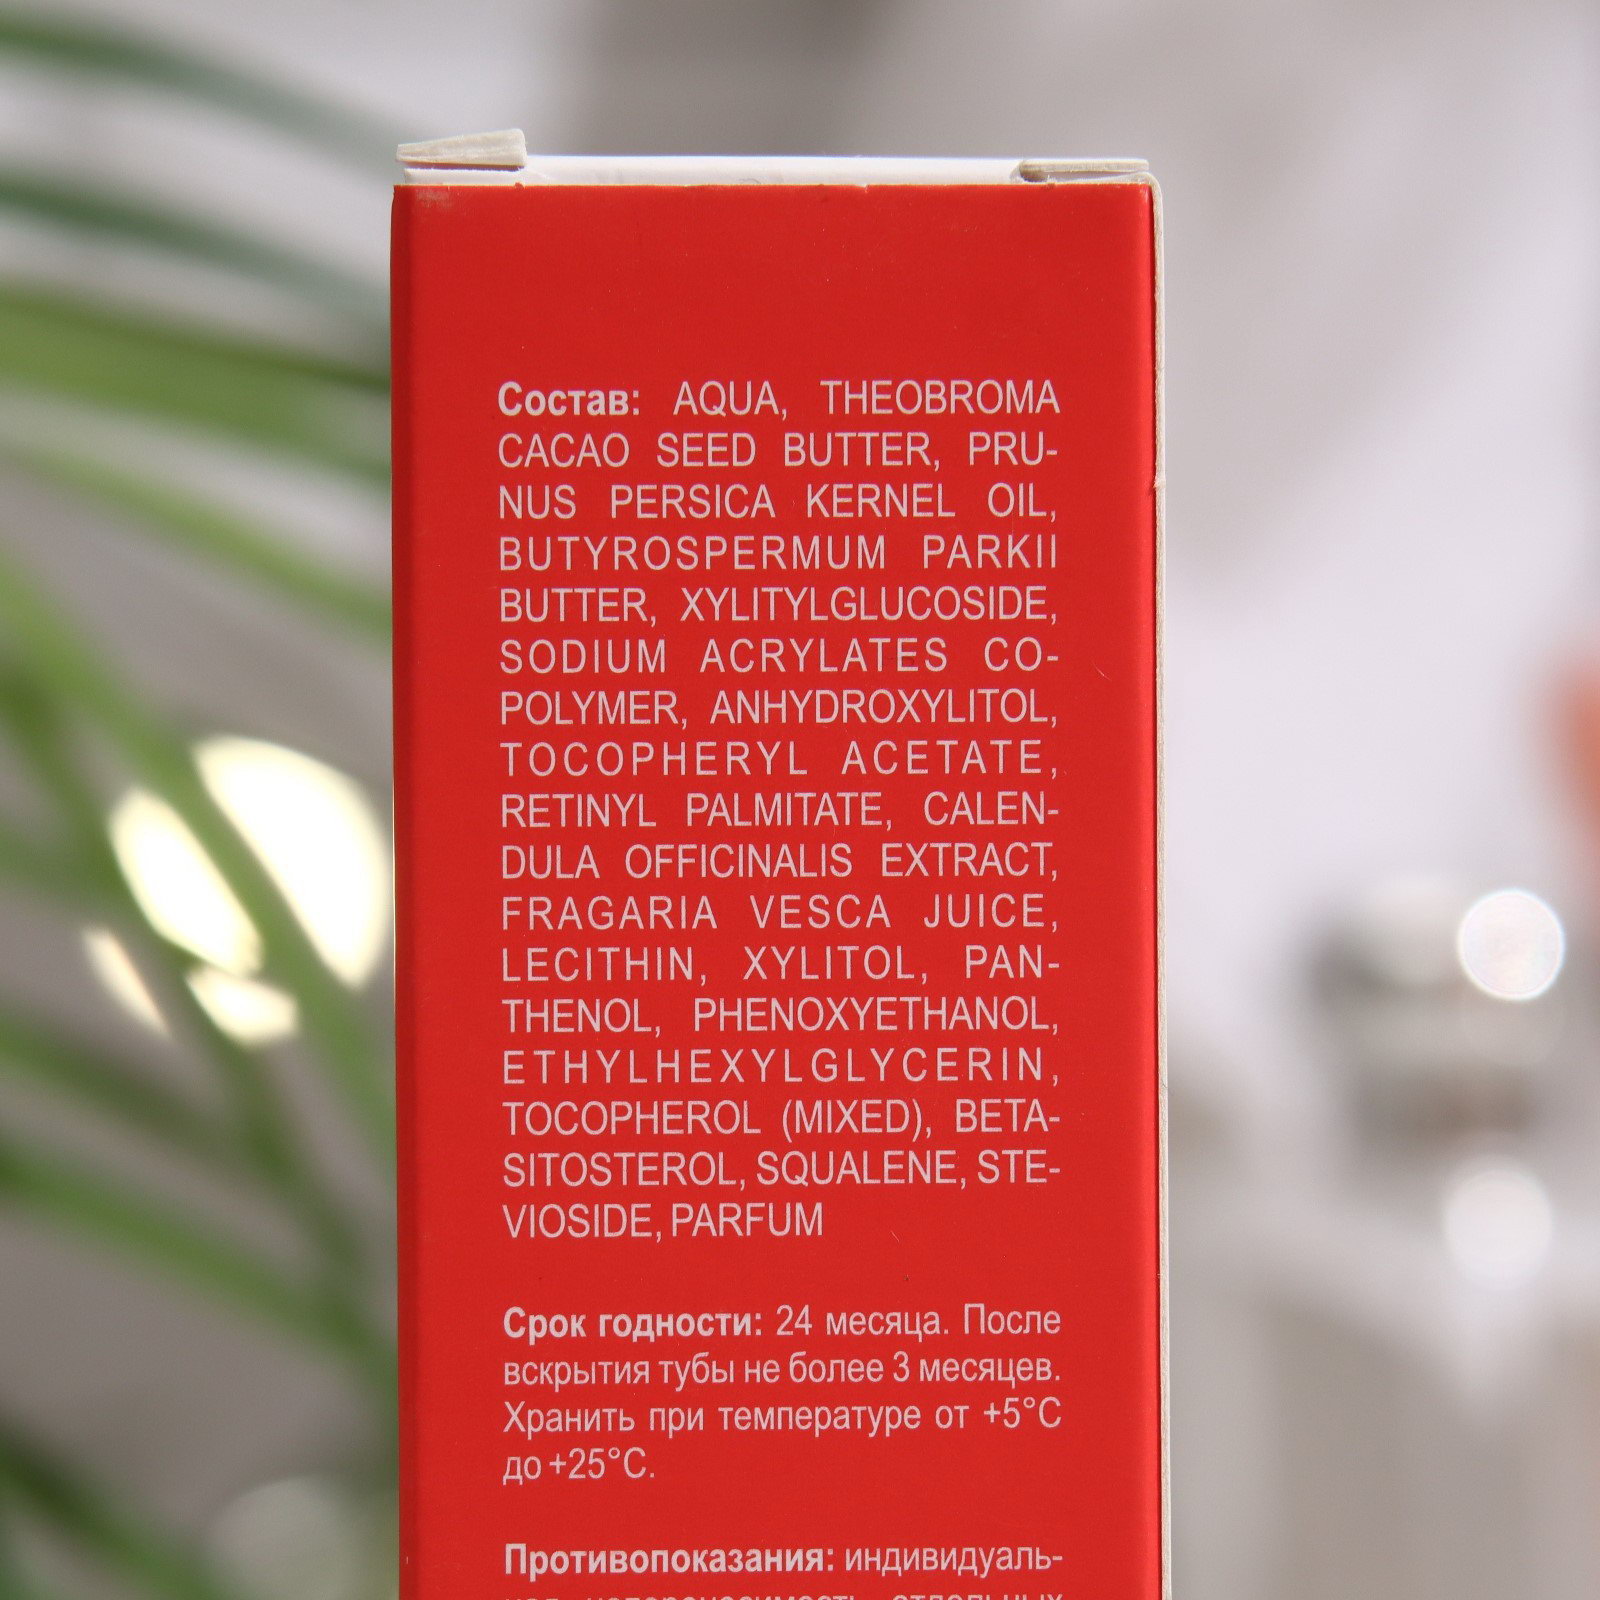 Состав: AQUA, THEOBROMA
CACAO SEED BUTTER, PRU-
NUS PERSICA KERNEL OIL,
BUTYROSPERMUM PARKII
BUTTER, XYLITYLGLUCOSIDE,
SODIUM ACRYLATES CO-
POLYMER, ANHYDROXYLITOL,
TOCOPHERYL ACETATE,
RETINYL PALMITATE, CALEN-
DULA OFFICINALIS EXTRACT,
FRAGARIA VESCA JUICE,
LECITHIN, XYLITOL, PAN-
THENOL, PHENOXYETHANOL,
ETHYLHEXYLGLYCERIN,
TOCOPHEROL (MIXED), BETA-
SITOSTEROL, SQUALENE, STE-
VIOSIDE, PARFUM
Срок годности: 24 месяца. После
вскрытия тубы не более 3 месяцев.
Хранить при температуре от +5°C
до +25°C.
Противопоказания: индивидуаль-